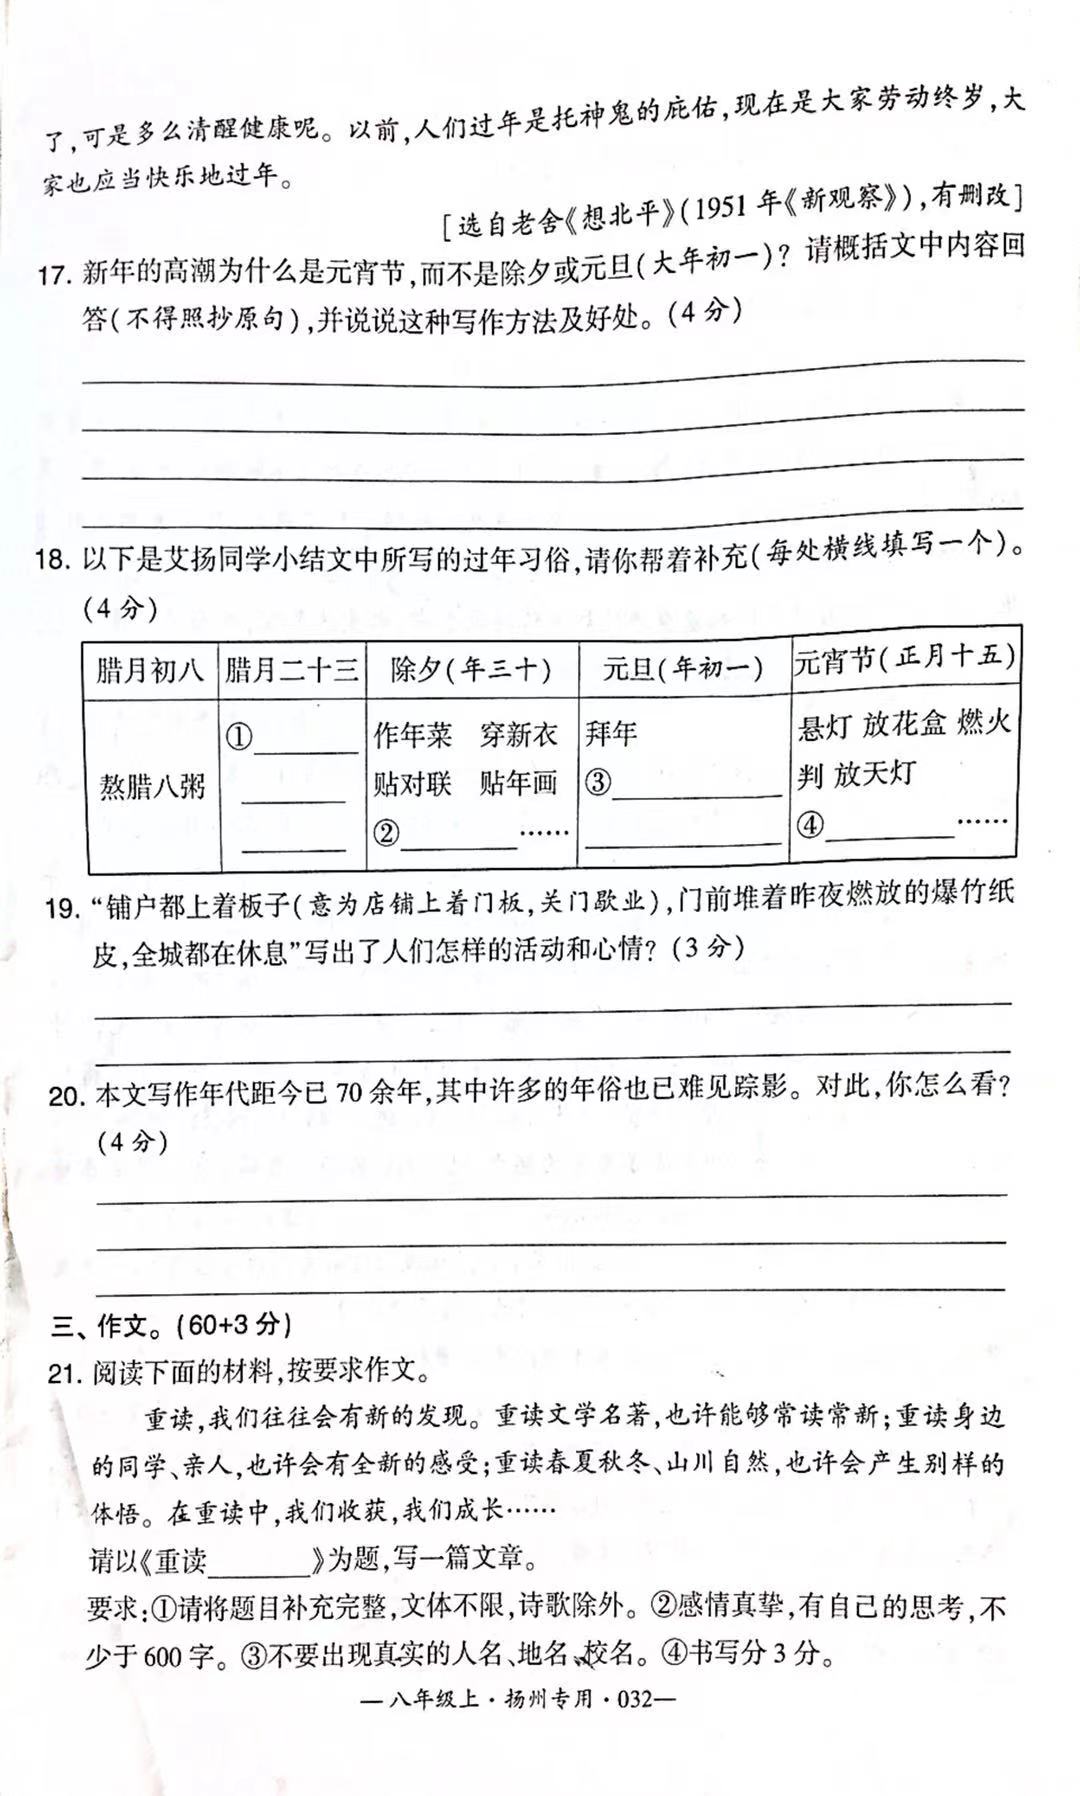 了,可是多么清醒健康呢。以前,人们过年是托神鬼的庇佑,现在是大家劳动终岁,大
家也应当快乐地过年。
[选自老舍《想北平》(1951年《新观察》),有删改]
17. 新年的高潮为什么是元宵节,而不是除夕或元旦(大年初一)?请概括文中内容回
答(不得照抄原句),并说说这种写作方法及好处。(4分)
18. 以下是艾扬同学小结文中所写的过年习俗,请你帮着补充(每处横线填写一个)。
(4分)
腊月初八 腊月二十三 除夕(年三十) 元旦(年初一) 元宵节(正月十五)
熬腊八粥
①________
________
________
作年菜 穿新衣
贴对联 贴年画
②________……
拜年
③________
________
悬灯 放花盒 燃火
判 放天灯
④________……
19. “铺户都上着板子(意为店铺上着门板,关门歇业),门前堆着昨夜燃放的爆竹纸
皮,全城都在休息”写出了人们怎样的活动和心情?(3分)
20. 本文写作年代距今已70余年,其中许多的年俗也已难见踪影。对此,你怎么看?
(4分)
三、作文。(60+3分)
21. 阅读下面的材料,按要求作文。
重读,我们往往会有新的发现。重读文学名著,也许能够常读常新;重读身边
的同学、亲人,也许会有全新的感受;重读春夏秋冬、山川自然,也许会产生别样的
体悟。在重读中,我们收获,我们成长……
请以《重读________》为题,写一篇文章。
要求:①请将题目补充完整,文体不限,诗歌除外。②感情真挚,有自己的思考,不
少于600字。③不要出现真实的人名、地名、校名。④书写分3分。
—八年级上·扬州专用·032—